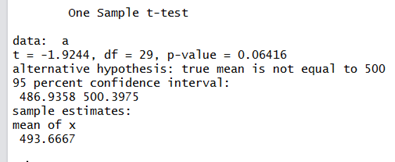 One Sample t-test
data: a
t = -1.9244, df = 29, p-value = 0.06416
alternative hypothesis: true mean is not equal to 500
95 percent confidence interval:
486.9358 500.3975
sample estimates:
mean of x
493.6667